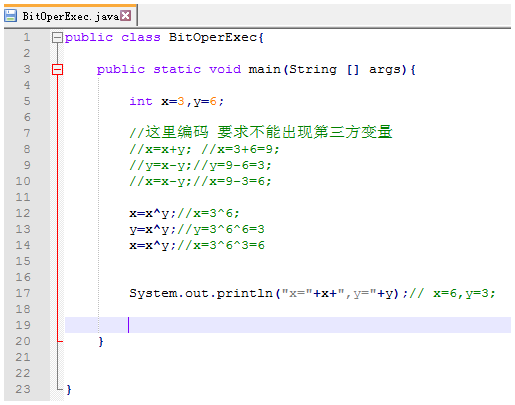 BitOperExec.java
1 public class BitOperExec{
2
3 public static void main(String [] args){
4
5 int x=3,y=6;
6
7 //这里编码 要求不能出现第三方变量
8 //x=x+y; //x=3+6=9;
9 //y=x-y;//y=9-6=3;
10 //x=x-y;//x=9-3=6;
11
12 x=x^y;//x=3^6;
13 y=x^y;//y=3^6^6=3
14 x=x^y;//x=3^6^3=6
15
16
17 System.out.println("x="+x+",y="+y);// x=6,y=3;
18
19
20 }
21
22
23 }